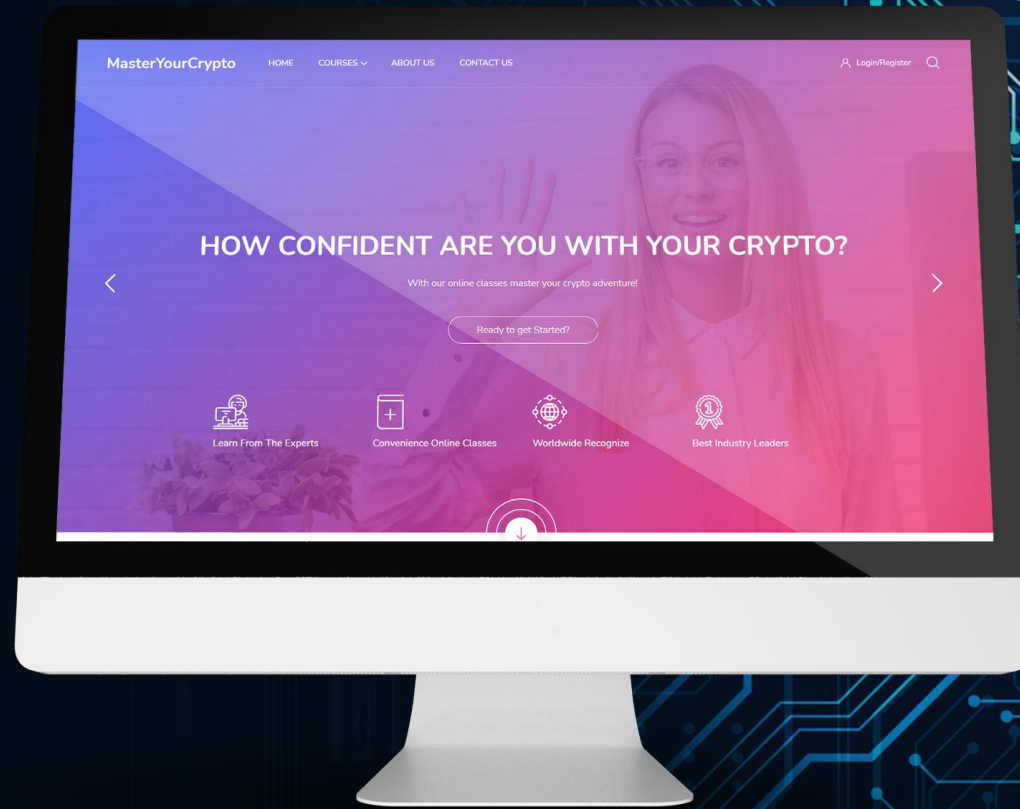 MasterYourCrypto HOME COURSES ABOUT US CONTACT US Login/Register
HOW CONFIDENT ARE YOU WITH YOUR CRYPTO?
With our online classes master your crypto adventure!
Ready to get Started?
1
Learn From The Experts Convenience Online Classes Worldwide Recognize Best Industry Leaders